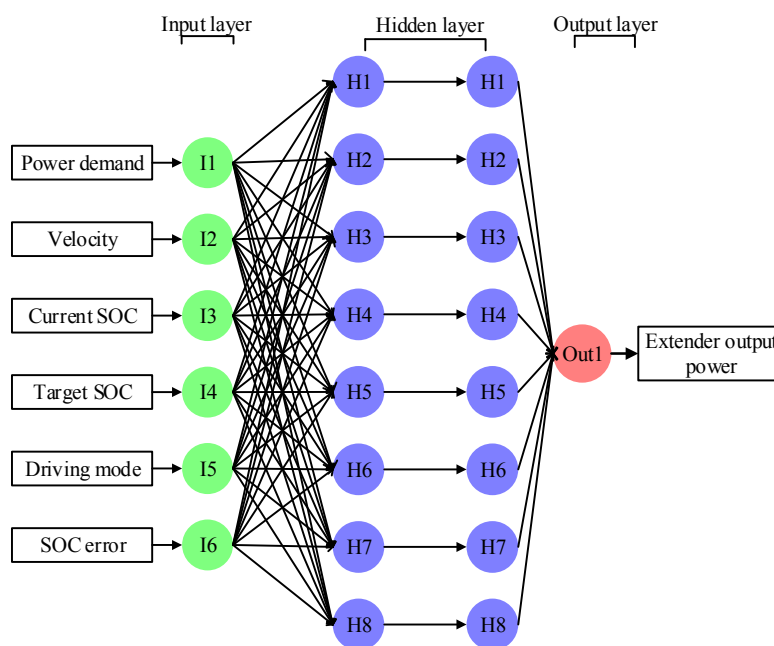 Input layer
Hidden layer
Output layer
H1
H1
H2
H2
Power demand
I1
H3
H3
Velocity
I2
H4
H4
Current SOC
I3
Out1
Extender output
power
H5
H5
Target SOC
I4
H6
H6
Driving mode
I5
H7
H7
SOC error
I6
H8
H8